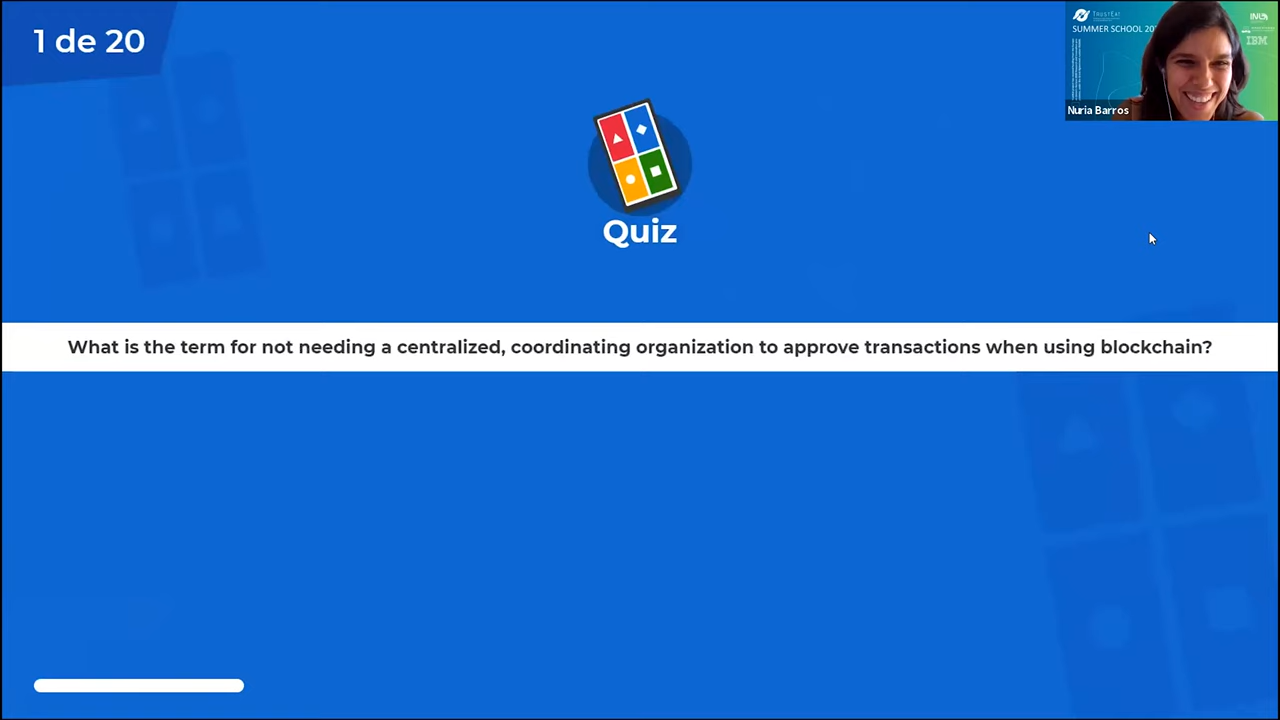 1 de 20
TRUSTEXT
SUMMER SCHOOL 20
IBM
Nuria Barros
Quiz
What is the term for not needing a centralized, coordinating organization to approve transactions when using blockchain?